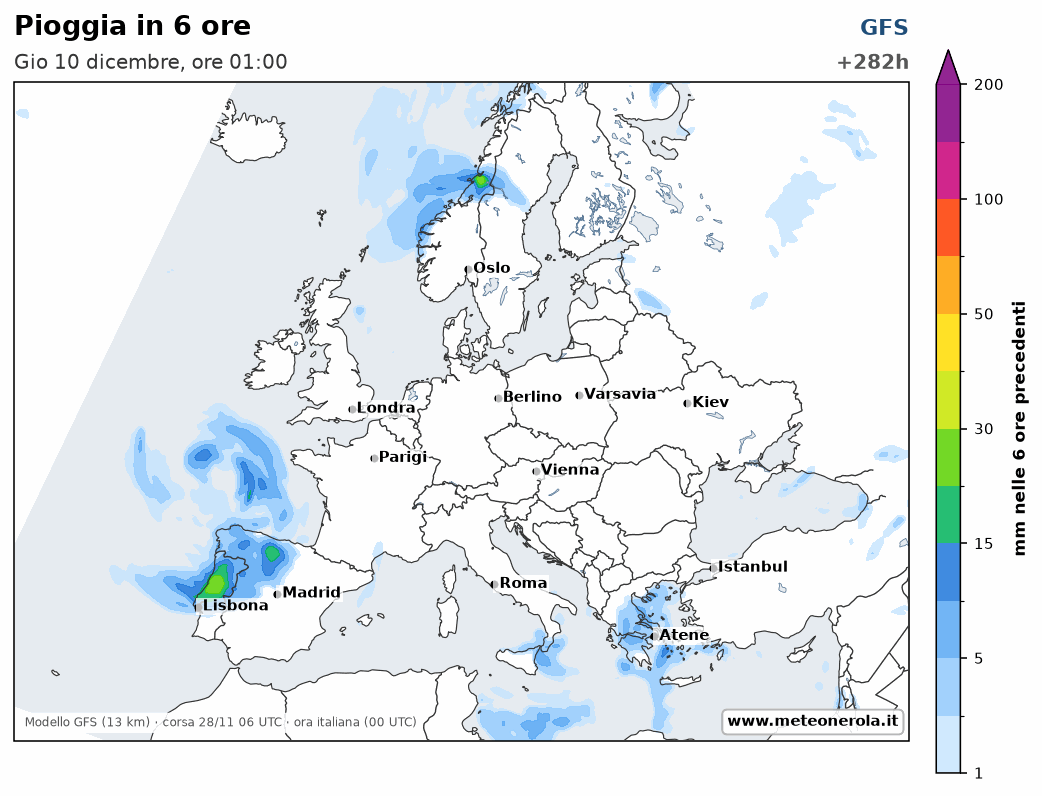 Pioggia in 6 ore
GFS
Gio 10 dicembre, ore 01:00
+282h
200
100
50
30
15
5
1
mm nelle 6 ore precedenti
Oslo
Berlino
Varsavia
Kiev
Londra
Parigi
Vienna
Istanbul
Roma
Madrid
Lisbona
Atene
Modello GFS (13 km) · corsa 28/11 06 UTC · ora italiana (00 UTC)
www.meteonerola.it